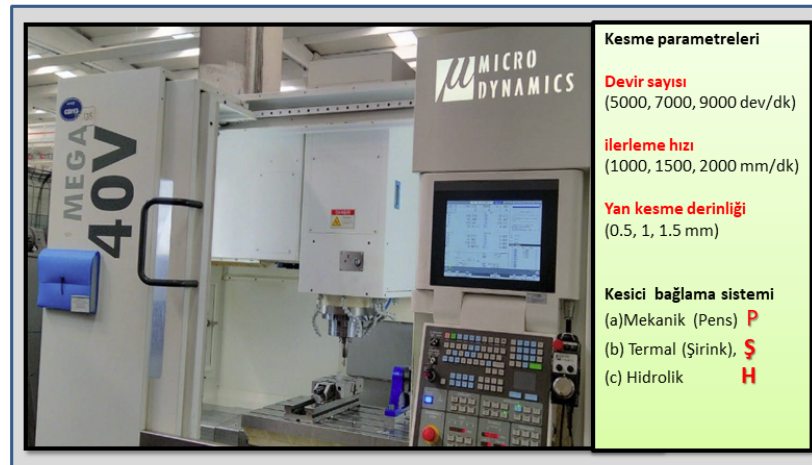 MEGA
40V
MICRO
DYNAMICS
Kesme parametreleri
Devir sayısı
(5000, 7000, 9000 dev/dk)
ilerleme hızı
(1000, 1500, 2000 mm/dk)
Yan kesme derinliği
(0.5, 1, 1.5 mm)
Kesici bağlama sistemi
(a)Mekanik (Pens) P
(b) Termal (Şirink), Ş
(c) Hidrolik H